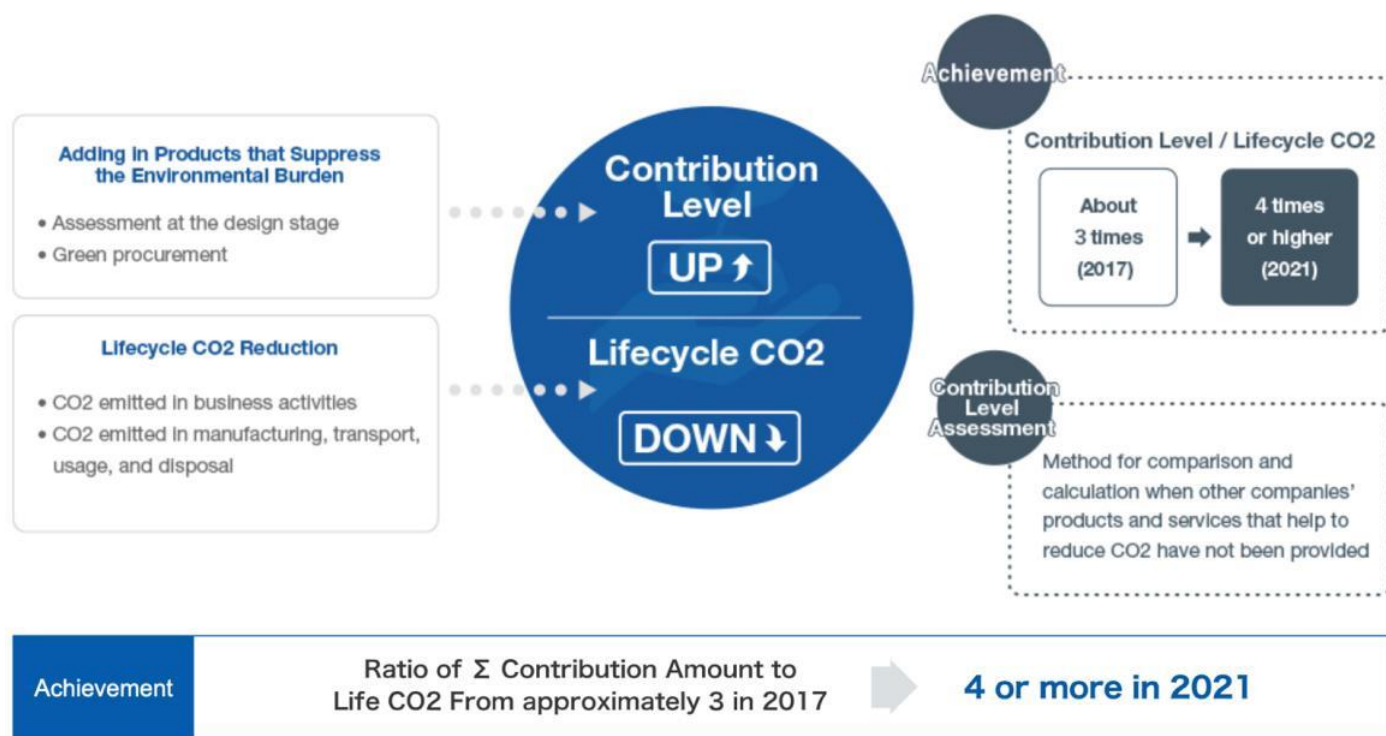 Adding in Products that Suppress
the Environmental Burden
• Assessment at the design stage
• Green procurement
Lifecycle CO2 Reduction
• CO2 emitted in business activities
• CO2 emitted in manufacturing, transport,
usage, and disposal
Contribution
Level
UP
Lifecycle CO2
DOWN
Achievement
Contribution Level / Lifecycle CO2
About
3 times
(2017)
4 times
or higher
(2021)
Contribution
Level
Assessment
Method for comparison and
calculation when other companies'
products and services that help to
reduce CO2 have not been provided
Achievement
Ratio of Σ Contribution Amount to
Life CO2 From approximately 3 in 2017
4 or more in 2021